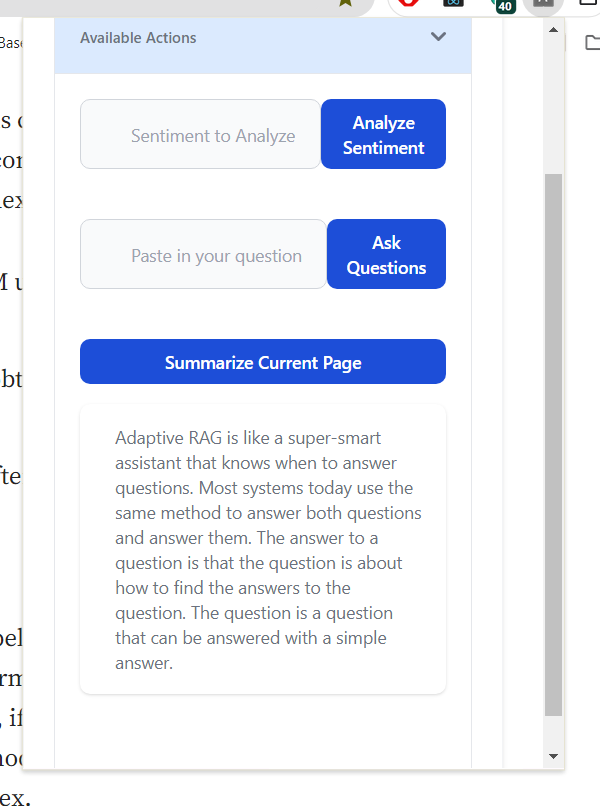 40
Base
Available Actions
Sentiment to Analyze
Analyze
Sentiment
Paste in your question
Ask
Questions
Summarize Current Page
Adaptive RAG is like a super-smart
assistant that knows when to answer
questions. Most systems today use the
same method to answer both questions
and answer them. The answer to a
question is that the question is about
how to find the answers to the
question. The question is a question
that can be answered with a simple
answer.
ex.